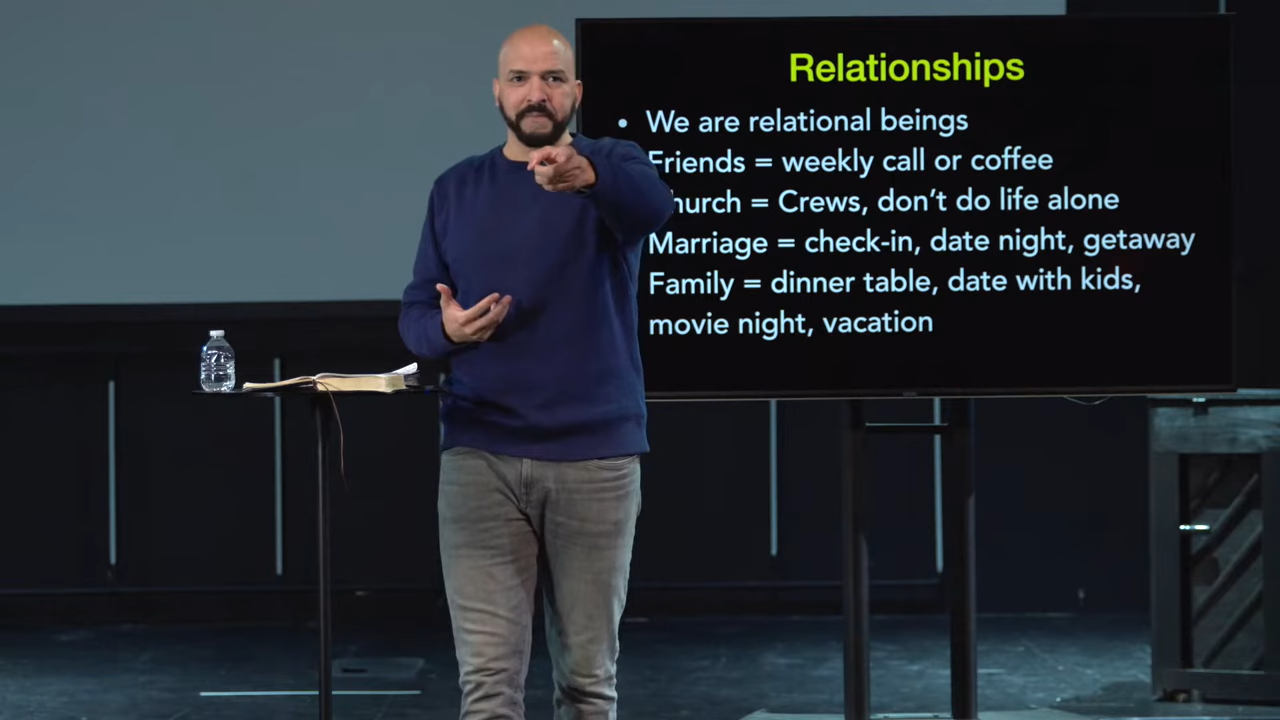 Relationships
• We are relational beings
Friends = weekly call or coffee
hurch = Crews, don't do life alone
Marriage = check-in, date night, getaway
Family = dinner table, date with kids,
movie night, vacation